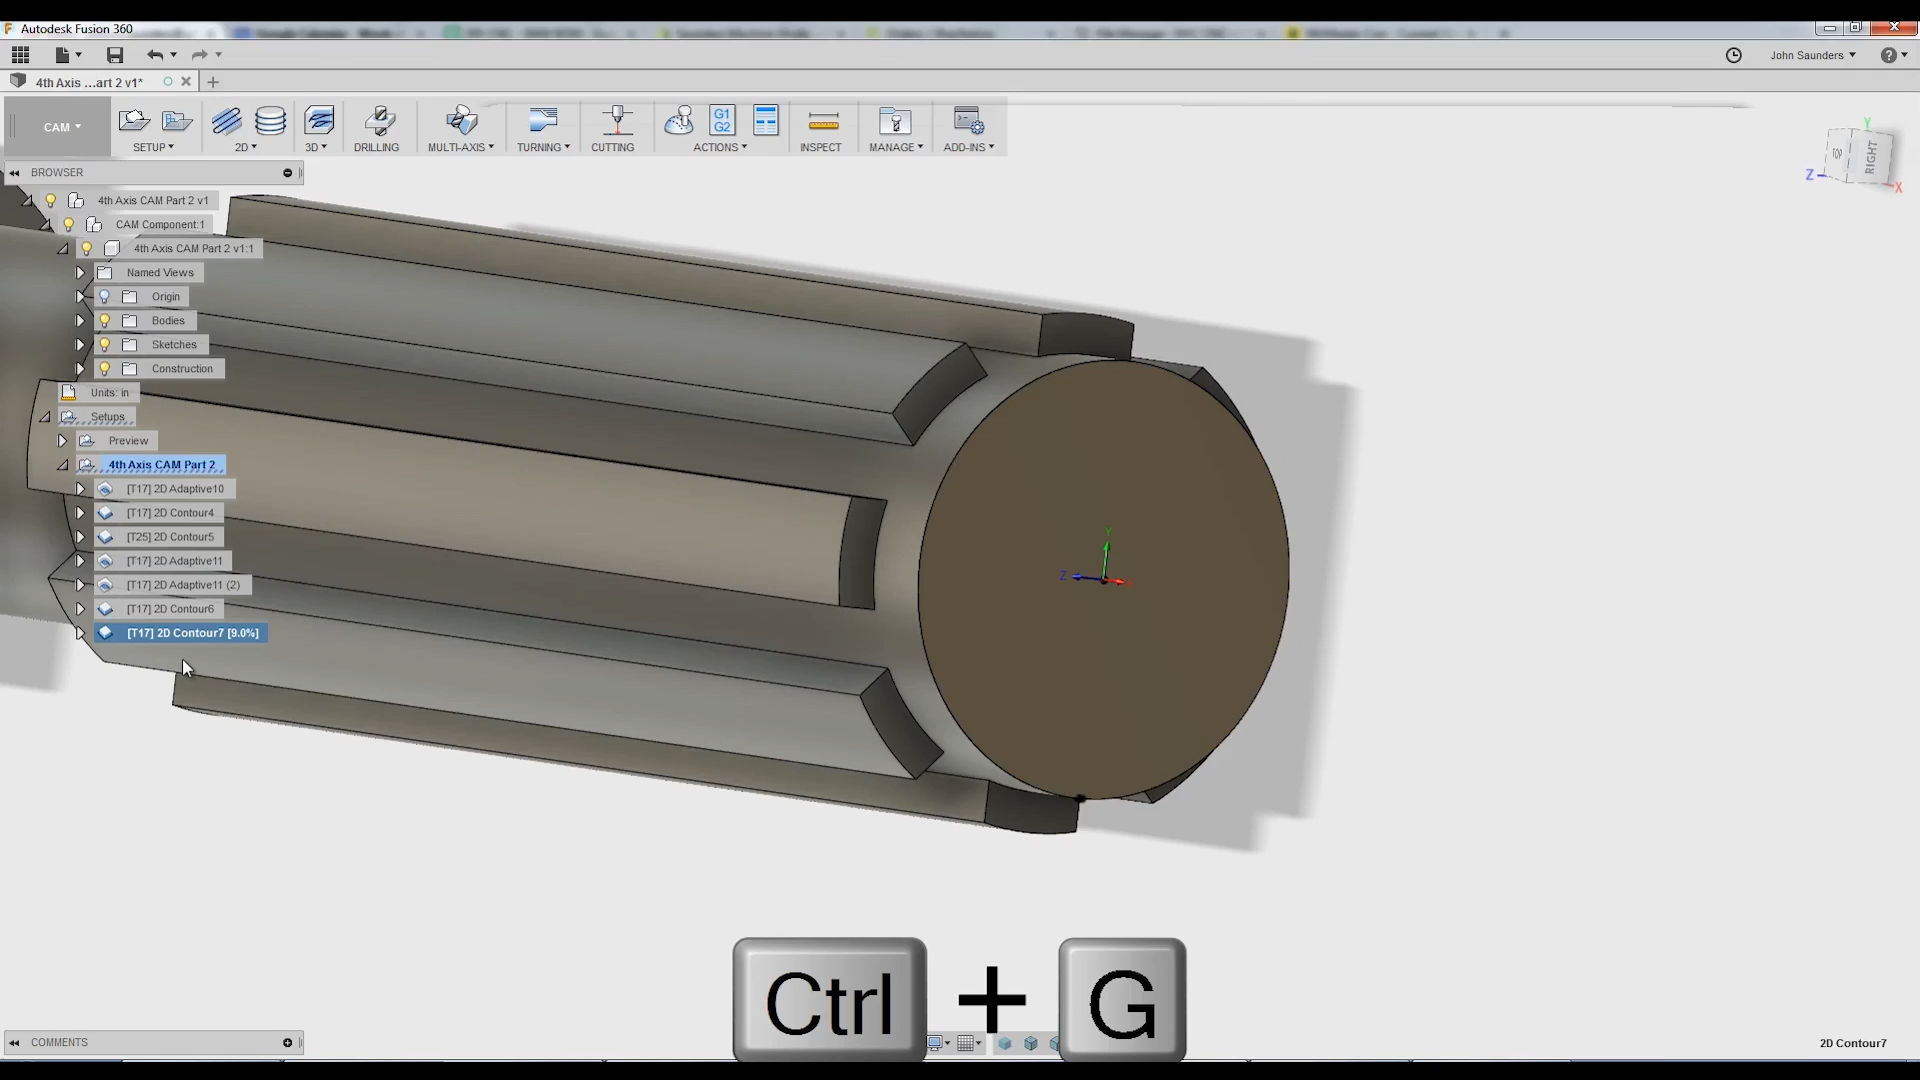 Autodesk Fusion 360
John Saunders
4th Axis ...art 2 v1*
CAM
G1
G2
SETUP
2D
3D
DRILLING
MULTI-AXIS
TURNING
CUTTING
ACTIONS
INSPECT
MANAGE
ADD-INS
Y
TOP
RIGHT
Z
X
BROWSER
4th Axis CAM Part 2 v1
CAM Component:1
4th Axis CAM Part 2 v1:1
Named Views
Origin
Bodies
Sketches
Construction
Units: in
Setups
Preview
4th Axis CAM Part 2
[T17] 2D Adaptive10
[T17] 2D Contour4
[T25] 2D Contour5
[T17] 2D Adaptive11
[T17] 2D Adaptive11 (2)
[T17] 2D Contour6
[T17] 2D Contour7 [9.0%]
Y
Z
Ctrl + G
COMMENTS
2D Contour7